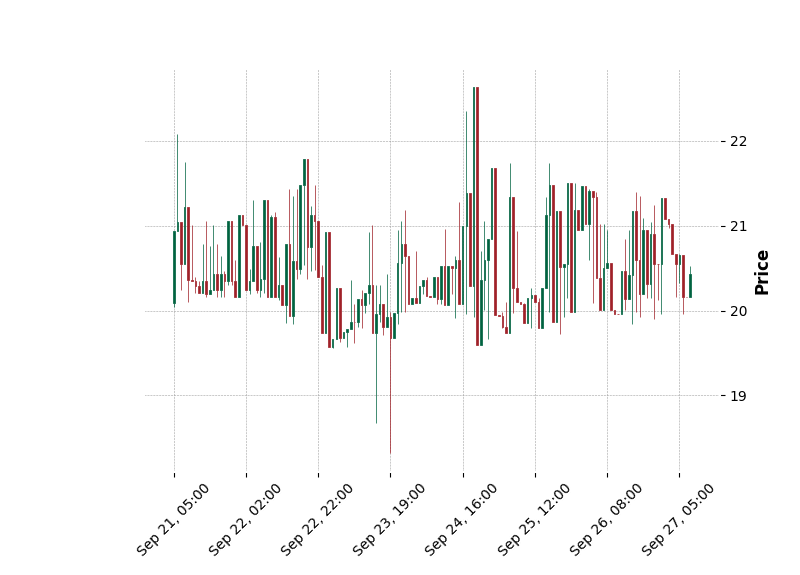 22
21
20
19
Price
Sep 21, 05:00
Sep 22, 02:00
Sep 22, 22:00
Sep 23, 19:00
Sep 24, 16:00
Sep 25, 12:00
Sep 26, 08:00
Sep 27, 05:00